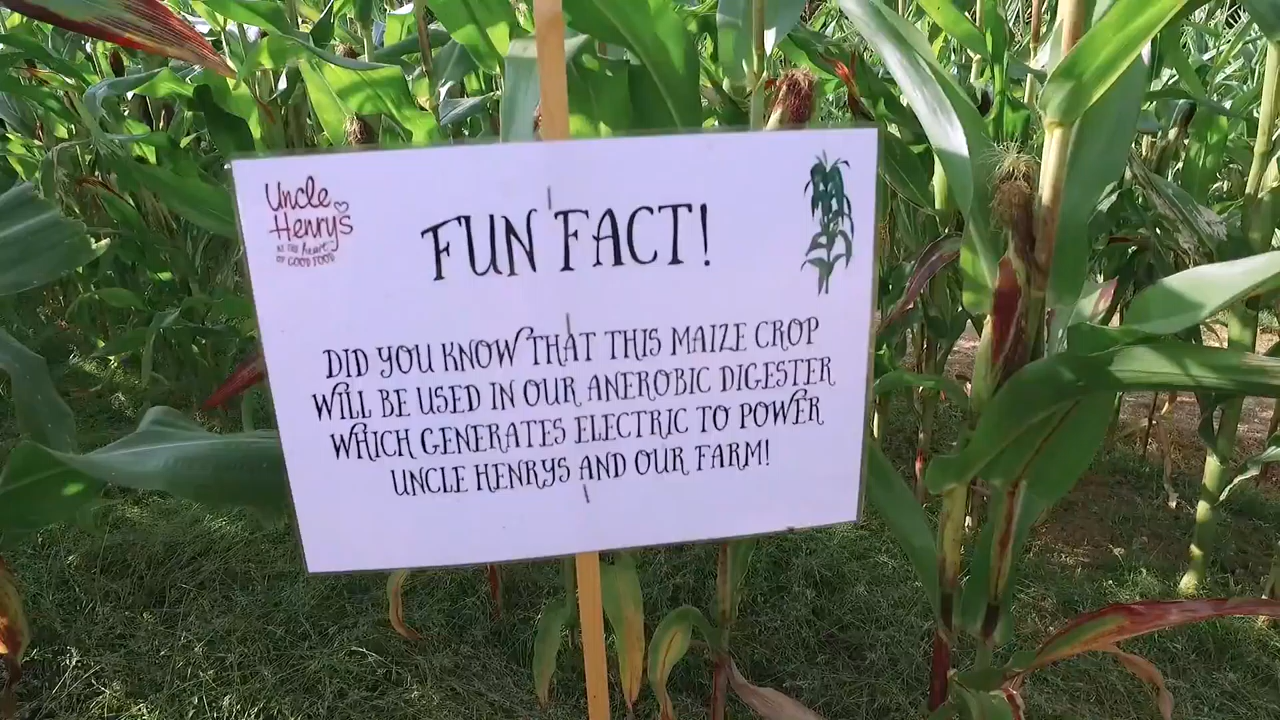 Uncle
Henrys
AT THE heart
OF GOOD FOOD
FUN FACT!
DID YOU KNOW THAT THIS MAIZE CROP
WILL BE USED IN OUR ANEROBIC DIGESTER
WHICH GENERATES ELECTRIC TO POWER
UNCLE HENRYS AND OUR FARM!